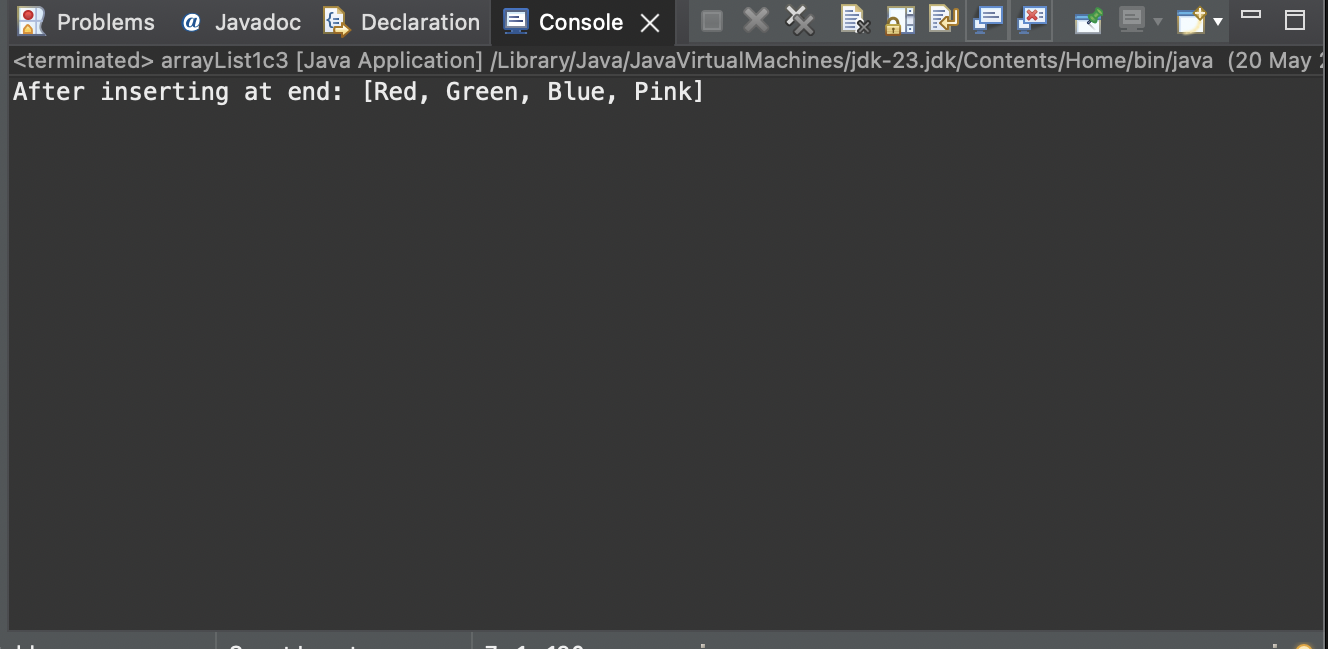 Problems @ Javadoc Declaration Console
<terminated> arrayList1c3 [Java Application] /Library/Java/JavaVirtualMachines/jdk-23.jdk/Contents/Home/bin/java (20 May
After inserting at end: [Red, Green, Blue, Pink]